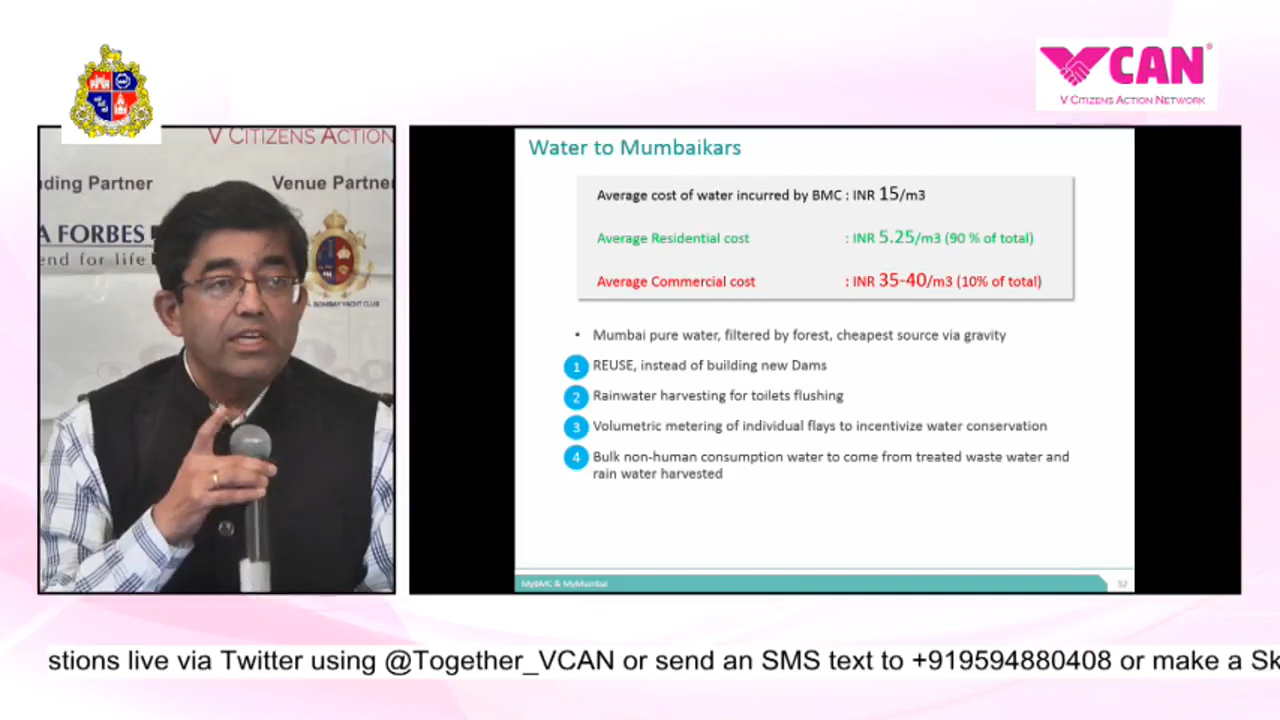 VCAN
V CITIZENS ACTION NETWORK
V CITIZENS ACTION
ding Partner
Venue Partner
A FORBES
end for life
BOMBAY YACHT CLUB
Water to Mumbaikars
Average cost of water incurred by BMC : INR 15/m3
Average Residential cost : INR 5.25/m3 (90 % of total)
Average Commercial cost : INR 35-40/m3 (10% of total)
• Mumbai pure water, filtered by forest, cheapest source via gravity
1 REUSE, instead of building new Dams
2 Rainwater harvesting for toilets flushing
3 Volumetric metering of individual flays to incentivize water conservation
4 Bulk non-human consumption water to come from treated waste water and
rain water harvested
MyBMC & MyMumbai
32
stions live via Twitter using @Together_VCAN or send an SMS text to +919594880408 or make a Sk